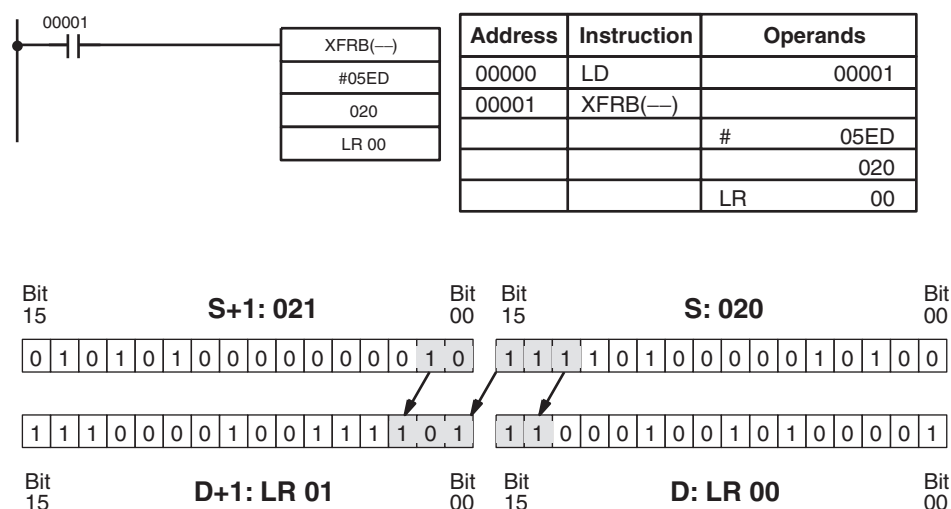 00001
XFRB(––)
#05ED
020
LR 00
Address Instruction Operands
00000 LD 00001
00001 XFRB(––)
# 05ED
020
LR 00
Bit 15 S+1: 021 Bit 00 Bit 15 S: 020 Bit 00
0 1 0 1 0 1 0 0 0 0 0 0 0 0 1 0 1 1 1 1 0 1 0 0 0 0 0 1 0 1 0 0
1 1 1 0 0 0 0 1 0 0 1 1 1 1 0 1 1 1 0 0 0 1 0 0 1 0 1 0 0 0 0 1
Bit 15 D+1: LR 01 Bit 00 Bit 15 D: LR 00 Bit 00